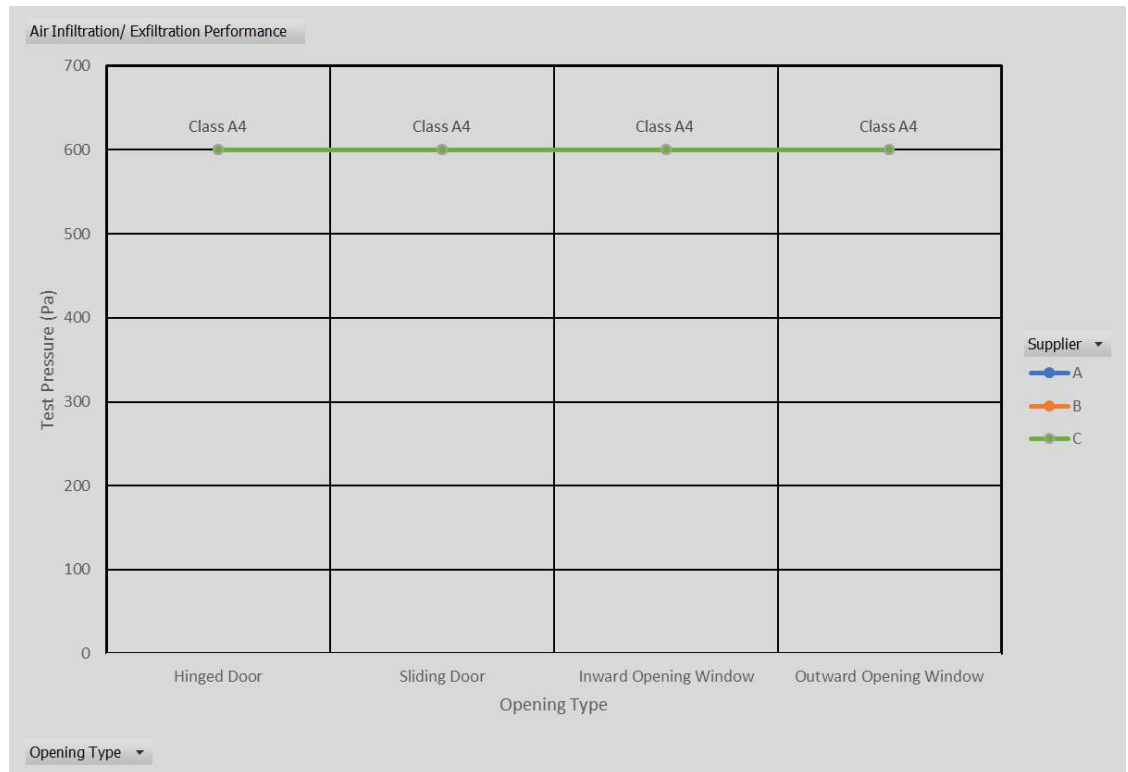 Air Infiltration/ Exfiltration Performance
700
600
500
400
300
200
100
0
Test Pressure (Pa)
Class A4 Class A4 Class A4 Class A4
Hinged Door Sliding Door Inward Opening Window Outward Opening Window
Opening Type
Supplier
A
B
C
Opening Type